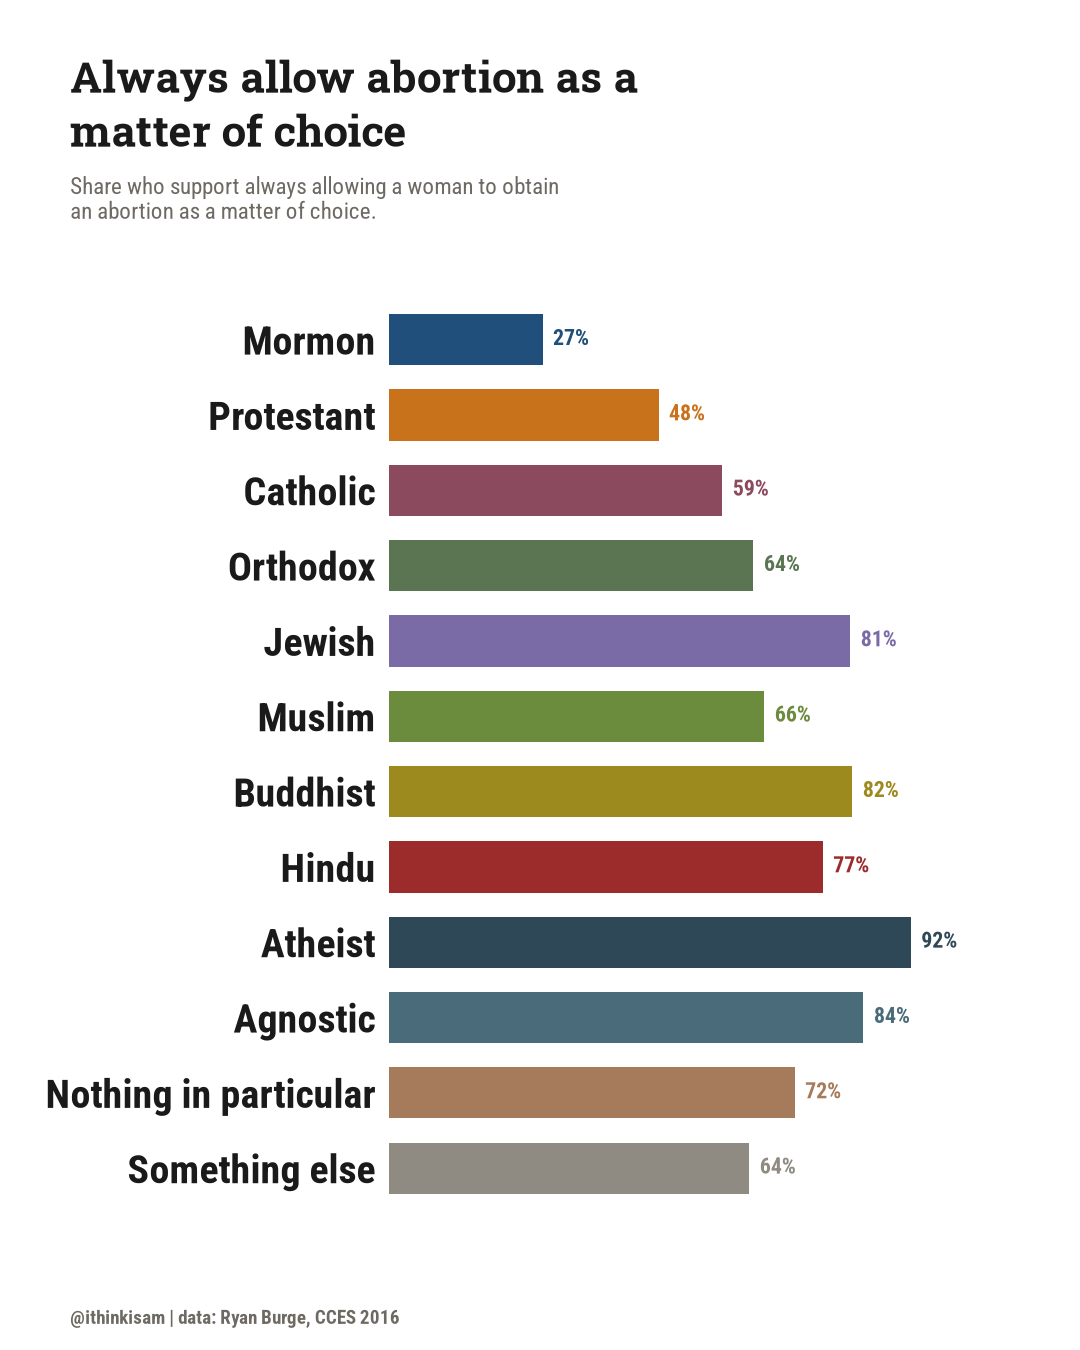 Always allow abortion as a
matter of choice
Share who support always allowing a woman to obtain
an abortion as a matter of choice.
Mormon 27%
Protestant 48%
Catholic 59%
Orthodox 64%
Jewish 81%
Muslim 66%
Buddhist 82%
Hindu 77%
Atheist 92%
Agnostic 84%
Nothing in particular 72%
Something else 64%
@ithinkisam | data: Ryan Burge, CCES 2016